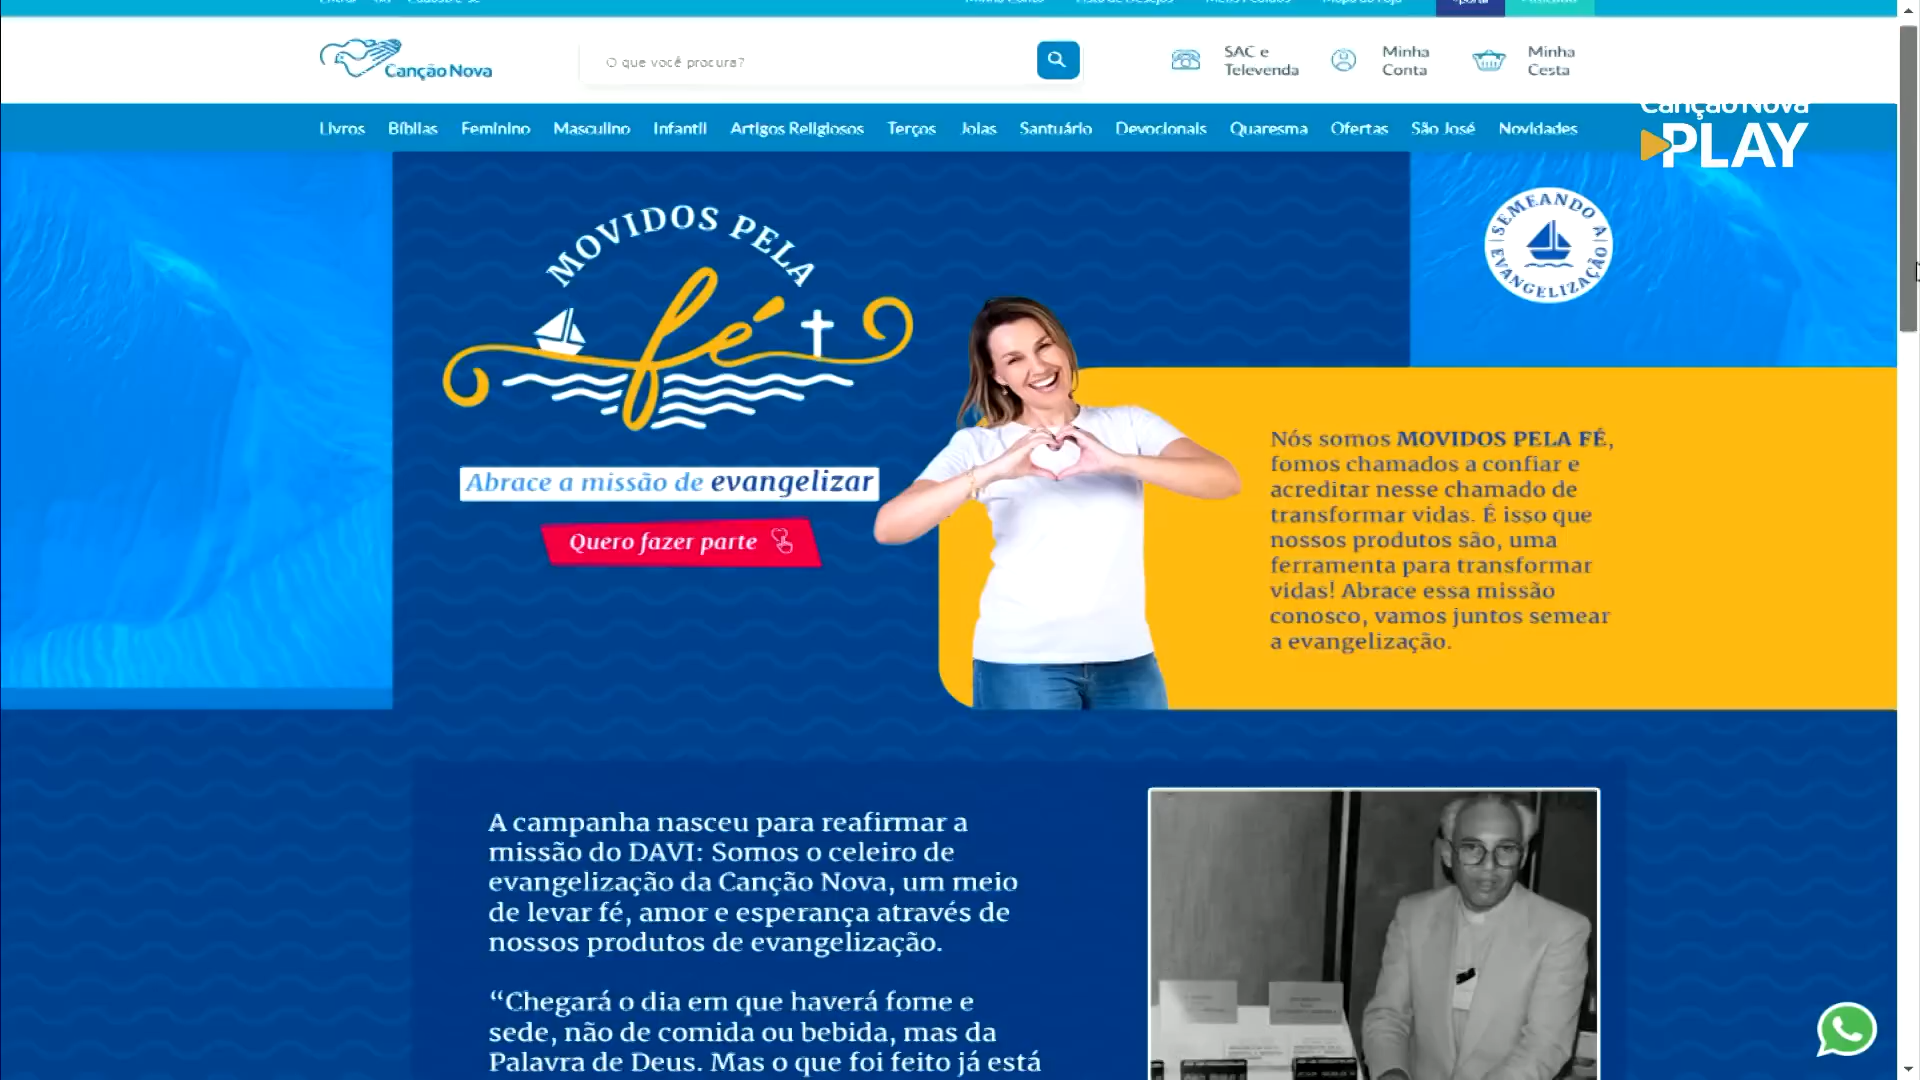 Canção Nova
O que você procura?
SAC e
Televenda
Minha
Conta
Minha
Cesta
Livros Bíblias Feminino Masculino Infantil Artigos Religiosos Terços Joias Santuário Devocionais Quaresma Ofertas São José Novidades
Canção Nova
PLAY
MOVIDOS PELA
fé
SEMEANDO A
EVANGELIZAÇÃO
Abrace a missão de evangelizar
Quero fazer parte
Nós somos MOVIDOS PELA FÉ,
fomos chamados a confiar e
acreditar nesse chamado de
transformar vidas. É isso que
nossos produtos são, uma
ferramenta para transformar
vidas! Abrace essa missão
conosco, vamos juntos semear
a evangelização.
A campanha nasceu para reafirmar a
missão do DAVI: Somos o celeiro de
evangelização da Canção Nova, um meio
de levar fé, amor e esperança através de
nossos produtos de evangelização.
“Chegará o dia em que haverá fome e
sede, não de comida ou bebida, mas da
Palavra de Deus. Mas o que foi feito já está